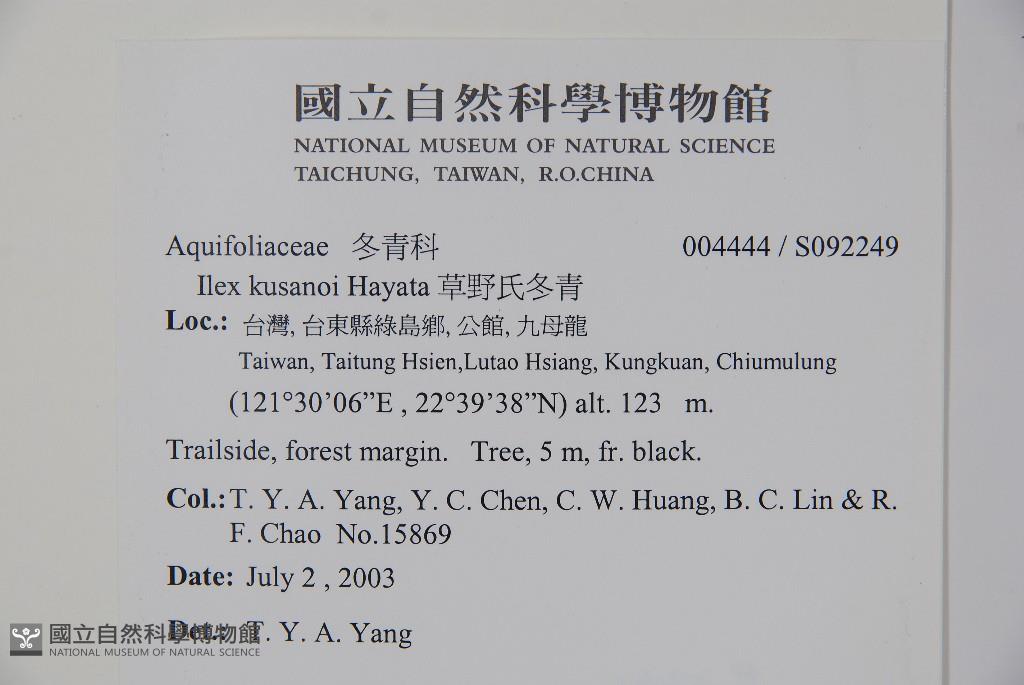 國立自然科學博物館
NATIONAL MUSEUM OF NATURAL SCIENCE
TAICHUNG, TAIWAN, R.O.CHINA
Aquifoliaceae 冬青科 004444 / S092249
Ilex kusanoi Hayata 草野氏冬青
Loc.: 台灣, 台東縣綠島鄉, 公館, 九母龍
Taiwan, Taitung Hsien,Lutao Hsiang, Kungkuan, Chiumulung
(121°30’06”E , 22°39’38”N) alt. 123 m.
Trailside, forest margin. Tree, 5 m, fr. black.
Col.: T. Y. A. Yang, Y. C. Chen, C. W. Huang, B. C. Lin & R.
F. Chao No.15869
Date: July 2 , 2003
Det.: T. Y. A. Yang
國立自然科學博物館
NATIONAL MUSEUM OF NATURAL SCIENCE